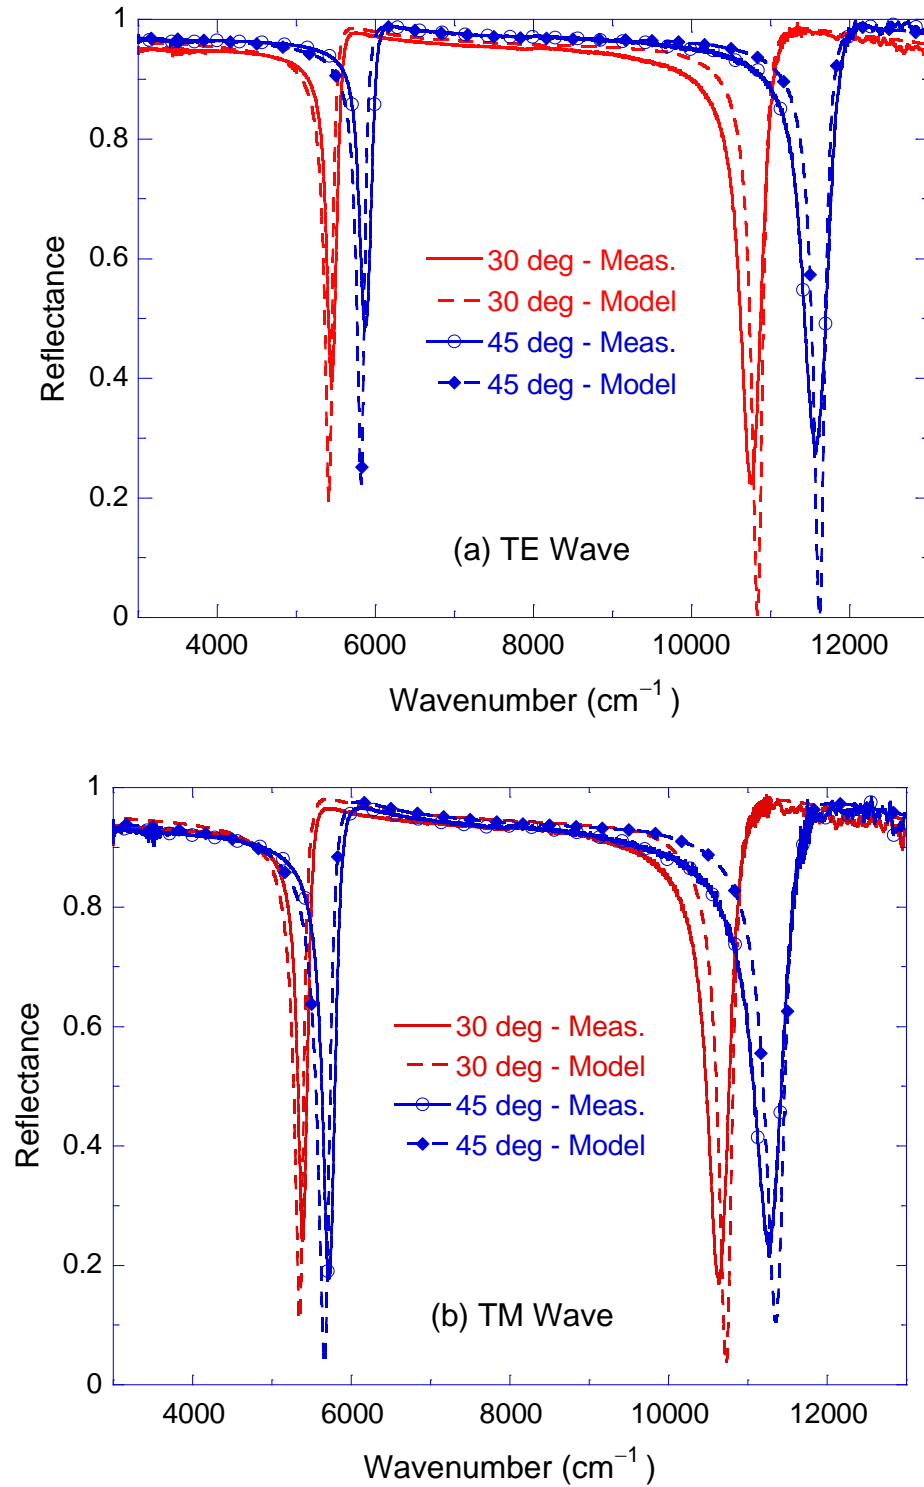 1
0.8
0.6
0.4
0.2
0
Reflectance
30 deg - Meas.
30 deg - Model
45 deg - Meas.
45 deg - Model
(a) TE Wave
4000 6000 8000 10000 12000
Wavenumber (cm⁻¹ )
1
0.8
0.6
0.4
0.2
0
Reflectance
30 deg - Meas.
30 deg - Model
45 deg - Meas.
45 deg - Model
(b) TM Wave
4000 6000 8000 10000 12000
Wavenumber (cm⁻¹ )